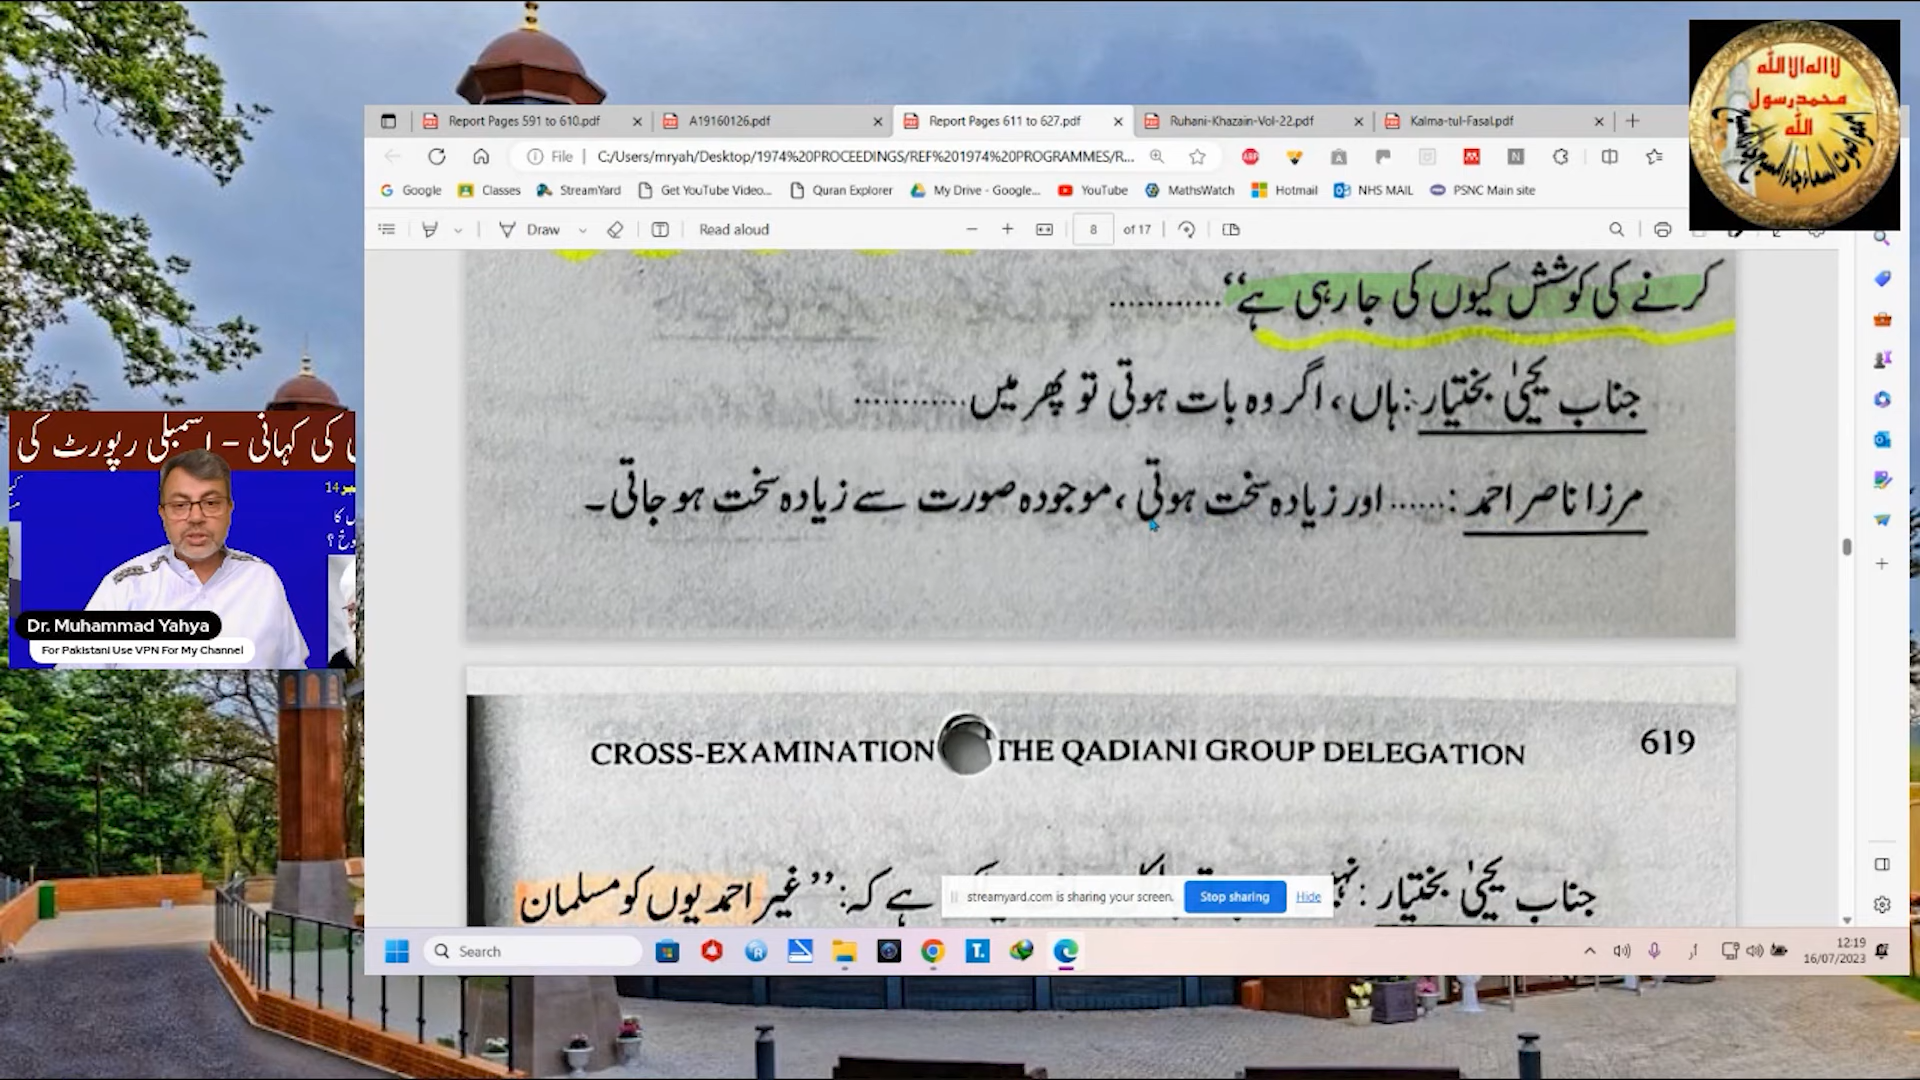 Report Pages 591 to 610.pdf
A19160126.pdf
Report Pages 611 to 627.pdf
Ruhani-Khazain-Vol-22.pdf
Kalma-tul-Fasal.pdf
File
C:/Users/mryah/Desktop/1974%20PROCEEDINGS/REF%201974%20PROGRAMMES/R...
Google
Classes
StreamYard
Get YouTube Video...
Quran Explorer
My Drive - Google...
YouTube
MathsWatch
Hotmail
NHS MAIL
PSNC Main site
Draw
Read aloud
8
of 17
لا اله الا الله
محمد رسول
الله
کرنے کی کوشش کیوں کی جا رہی ہے“............
جناب یحییٰ بختیار: ہاں، اگر وہ بات ہوتی تو پھر میں............
مرزا ناصر احمد: ...... اور زیادہ سخت ہوتی، موجودہ صورت سے زیادہ سخت ہو جاتی۔
CROSS-EXAMINATION THE QADIANI GROUP DELEGATION
619
جناب یحییٰ بختیار:
ہے کہ: ”غیر احمدیوں کو مسلمان
streamyard.com is sharing your screen.
Stop sharing
Hide
Search
12:19
16/07/2023
کی کہانی - اسمبلی رپورٹ کی
14
کا
؟
Dr. Muhammad Yahya
For Pakistani Use VPN For My Channel